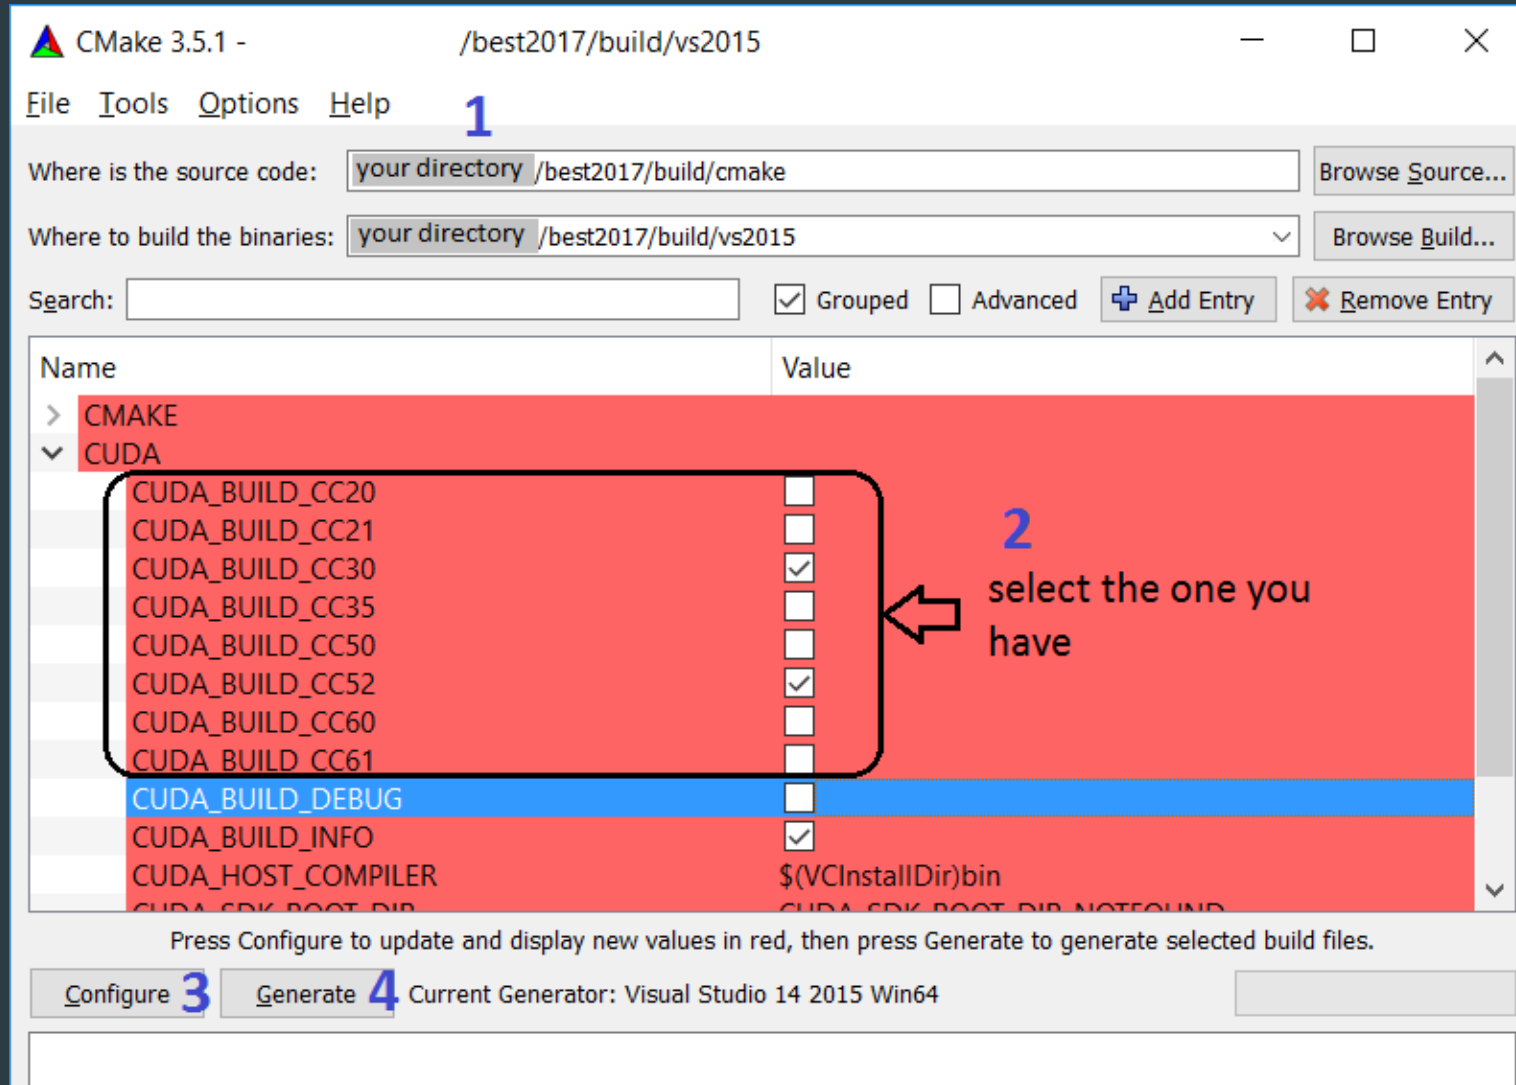 CMake 3.5.1 - /best2017/build/vs2015
File Tools Options Help
1
Where is the source code: your directory /best2017/build/cmake Browse Source...
Where to build the binaries: your directory /best2017/build/vs2015 Browse Build...
Search: Grouped Advanced Add Entry Remove Entry
Name Value
CMAKE
CUDA
CUDA_BUILD_CC20
CUDA_BUILD_CC21
2
CUDA_BUILD_CC30
select the one you
CUDA_BUILD_CC35
have
CUDA_BUILD_CC50
CUDA_BUILD_CC52
CUDA_BUILD_CC60
CUDA_BUILD_CC61
CUDA_BUILD_DEBUG
CUDA_BUILD_INFO
CUDA_HOST_COMPILER $(VCInstallDir)bin
CUDA_SDK_ROOT_DIR CUDA_SDK_ROOT_DIR-NOTFOUND
Press Configure to update and display new values in red, then press Generate to generate selected build files.
Configure 3 Generate 4 Current Generator: Visual Studio 14 2015 Win64